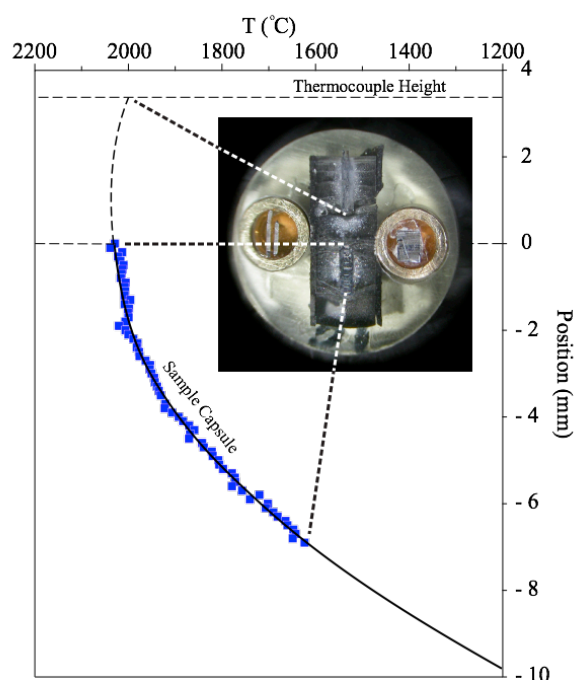 T (°C)
2200 2000 1800 1600 1400 1200
4
Thermocouple Height
2
0
- 2
Sample Capsule
- 4
- 6
- 8
- 10
Position (mm)